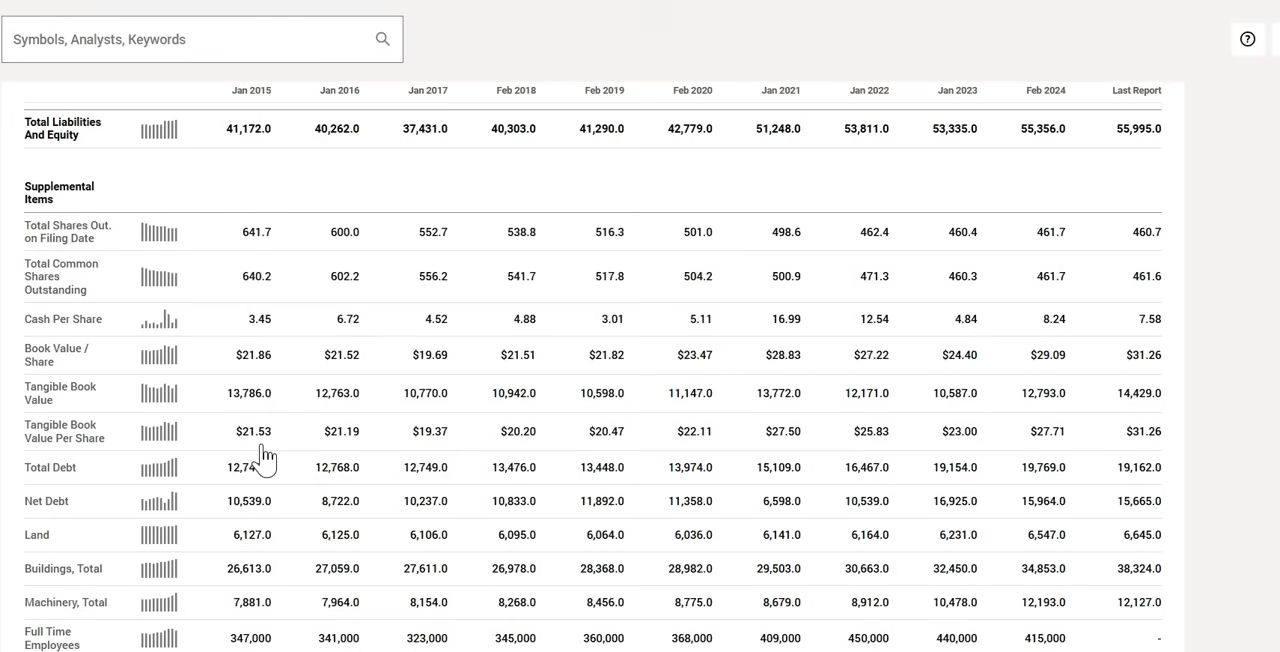 Symbols, Analysts, Keywords
Jan 2015 Jan 2016 Jan 2017 Feb 2018 Feb 2019 Feb 2020 Jan 2021 Jan 2022 Jan 2023 Feb 2024 Last Report
Total Liabilities
And Equity 41,172.0 40,262.0 37,431.0 40,303.0 41,290.0 42,779.0 51,248.0 53,811.0 53,335.0 55,356.0 55,995.0
Supplemental
Items
Total Shares Out.
on Filing Date 641.7 600.0 552.7 538.8 516.3 501.0 498.6 462.4 460.4 461.7 460.7
Total Common
Shares
Outstanding 640.2 602.2 556.2 541.7 517.8 504.2 500.9 471.3 460.3 461.7 461.6
Cash Per Share 3.45 6.72 4.52 4.88 3.01 5.11 16.99 12.54 4.84 8.24 7.58
Book Value /
Share $21.86 $21.52 $19.69 $21.51 $21.82 $23.47 $28.83 $27.22 $24.40 $29.09 $31.26
Tangible Book
Value 13,786.0 12,763.0 10,770.0 10,942.0 10,598.0 11,147.0 13,772.0 12,171.0 10,587.0 12,793.0 14,429.0
Tangible Book
Value Per Share $21.53 $21.19 $19.37 $20.20 $20.47 $22.11 $27.50 $25.83 $23.00 $27.71 $31.26
Total Debt 12,768.0 12,749.0 13,476.0 13,448.0 13,974.0 15,109.0 16,467.0 19,154.0 19,769.0 19,162.0
Net Debt 10,539.0 8,722.0 10,237.0 10,833.0 11,892.0 11,358.0 6,598.0 10,539.0 16,925.0 15,964.0 15,665.0
Land 6,127.0 6,125.0 6,106.0 6,095.0 6,064.0 6,036.0 6,141.0 6,164.0 6,231.0 6,547.0 6,645.0
Buildings, Total 26,613.0 27,059.0 27,611.0 26,978.0 28,368.0 28,982.0 29,503.0 30,663.0 32,450.0 34,853.0 38,324.0
Machinery, Total 7,881.0 7,964.0 8,154.0 8,268.0 8,456.0 8,775.0 8,679.0 8,912.0 10,478.0 12,193.0 12,127.0
Full Time
Employees 347,000 341,000 323,000 345,000 360,000 368,000 409,000 450,000 440,000 415,000 -